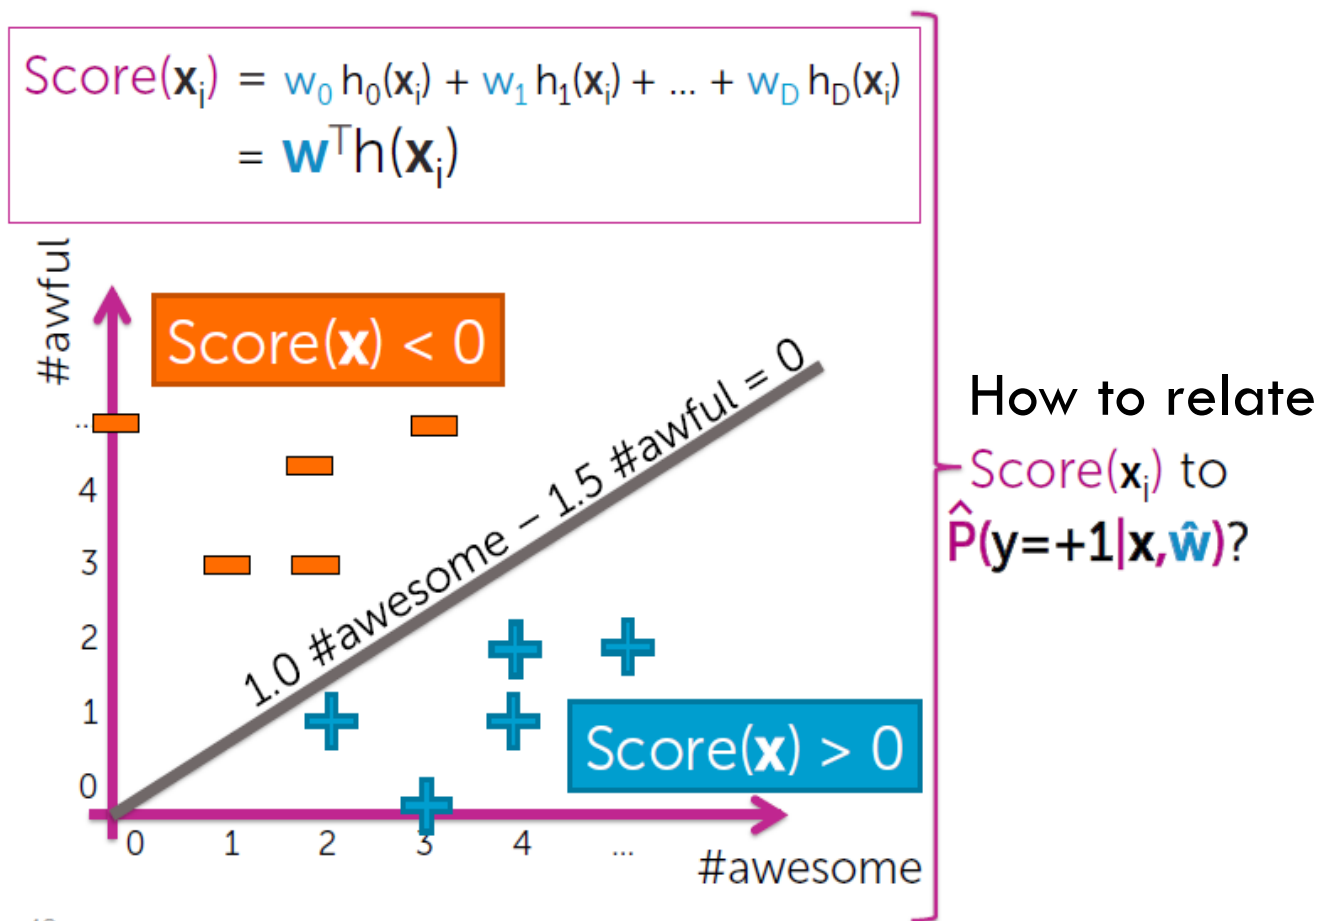 Score(xᵢ) = w₀ h₀(xᵢ) + w₁ h₁(xᵢ) + ... + w_D h_D(xᵢ)
= wᵀh(xᵢ)
#awful
Score(x) < 0
1.0 #awesome – 1.5 #awful = 0
..
4
3
2
1
0
Score(x) > 0
0 1 2 3 4 ...
#awesome
How to relate
Score(xᵢ) to
P̂(y=+1|x,ŵ)?